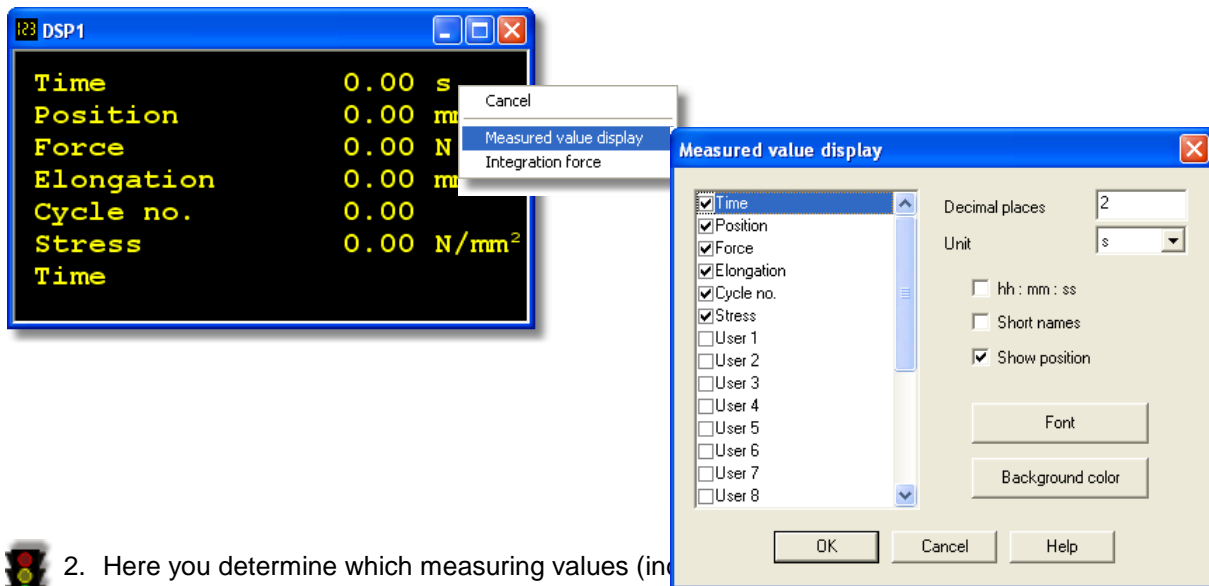 123 DSP1
Time 0.00 s
Position 0.00
Force 0.00 N
Elongation 0.00
Cycle no. 0.00
Stress 0.00 N/mm²
Time
Cancel
Measured value display
Integration force
Measured value display
Time
Position
Force
Elongation
Cycle no.
Stress
User 1
User 2
User 3
User 4
User 5
User 6
User 7
User 8
Decimal places 2
Unit s
hh : mm : ss
Short names
Show position
Font
Background color
OK Cancel Help
2. Here you determine which measuring values